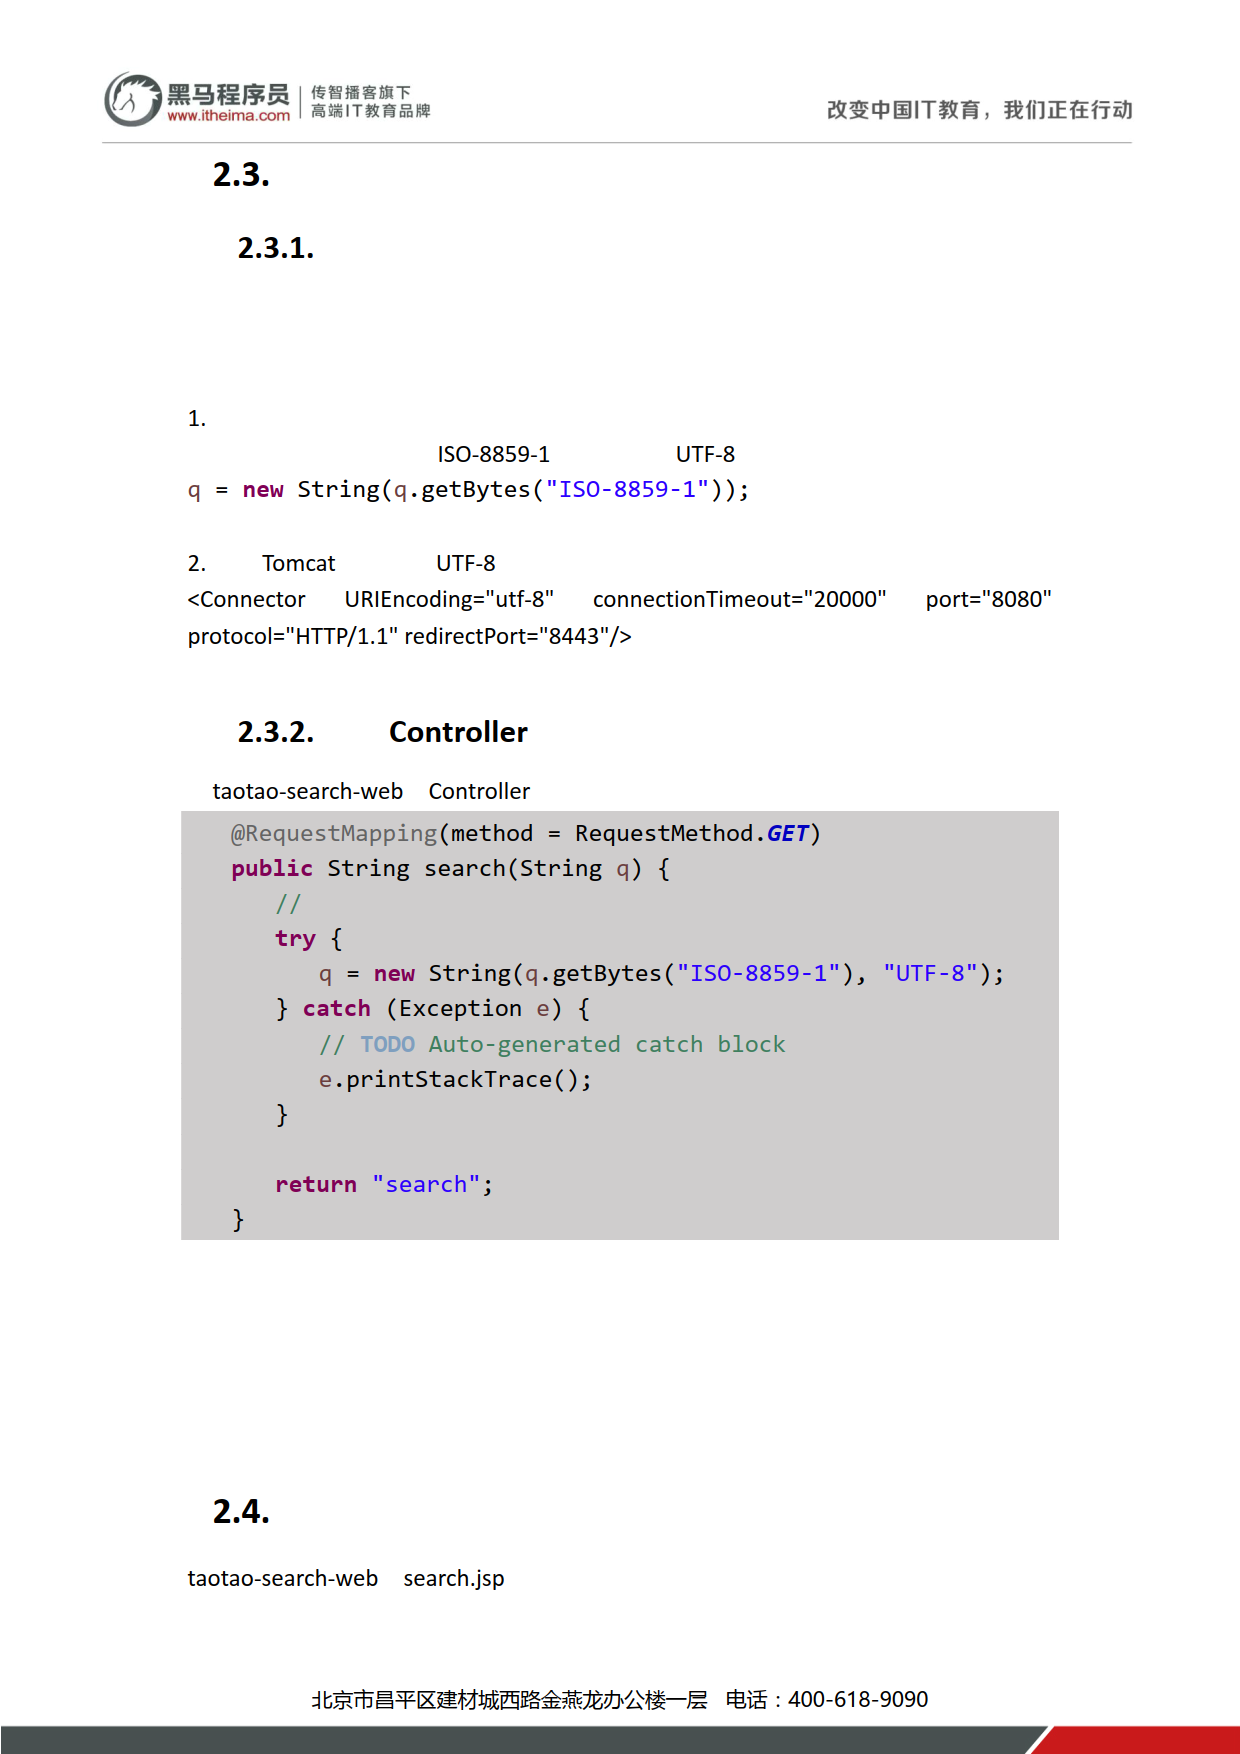 黑马程序员
www.itheima.com
传智播客旗下
高端IT教育品牌
改变中国IT教育，我们正在行动
2.3.
2.3.1.
1.
ISO-8859-1 UTF-8
q = new String(q.getBytes("ISO-8859-1"));
2. Tomcat UTF-8
<Connector URIEncoding="utf-8" connectionTimeout="20000" port="8080"
protocol="HTTP/1.1" redirectPort="8443"/>
2.3.2. Controller
taotao-search-web Controller
@RequestMapping(method = RequestMethod.GET)
public String search(String q) {
//
try {
q = new String(q.getBytes("ISO-8859-1"), "UTF-8");
} catch (Exception e) {
// TODO Auto-generated catch block
e.printStackTrace();
}
return "search";
}
2.4.
taotao-search-web search.jsp
北京市昌平区建材城西路金燕龙办公楼一层 电话：400-618-9090